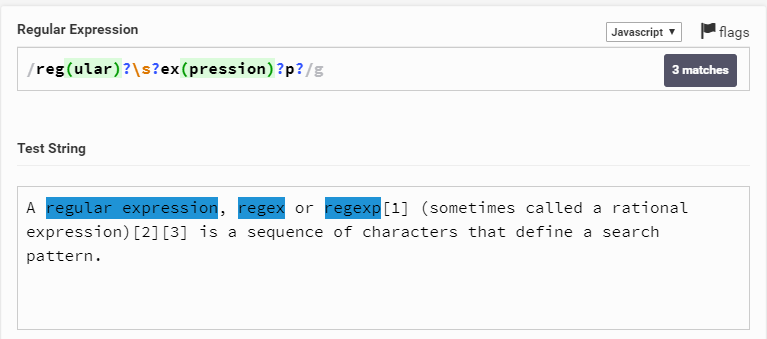 Regular Expression
Javascript ▼ flags
/reg(ular)?\s?ex(pression)?p?/g
3 matches
Test String
A regular expression, regex or regexp[1] (sometimes called a rational
expression)[2][3] is a sequence of characters that define a search
pattern.